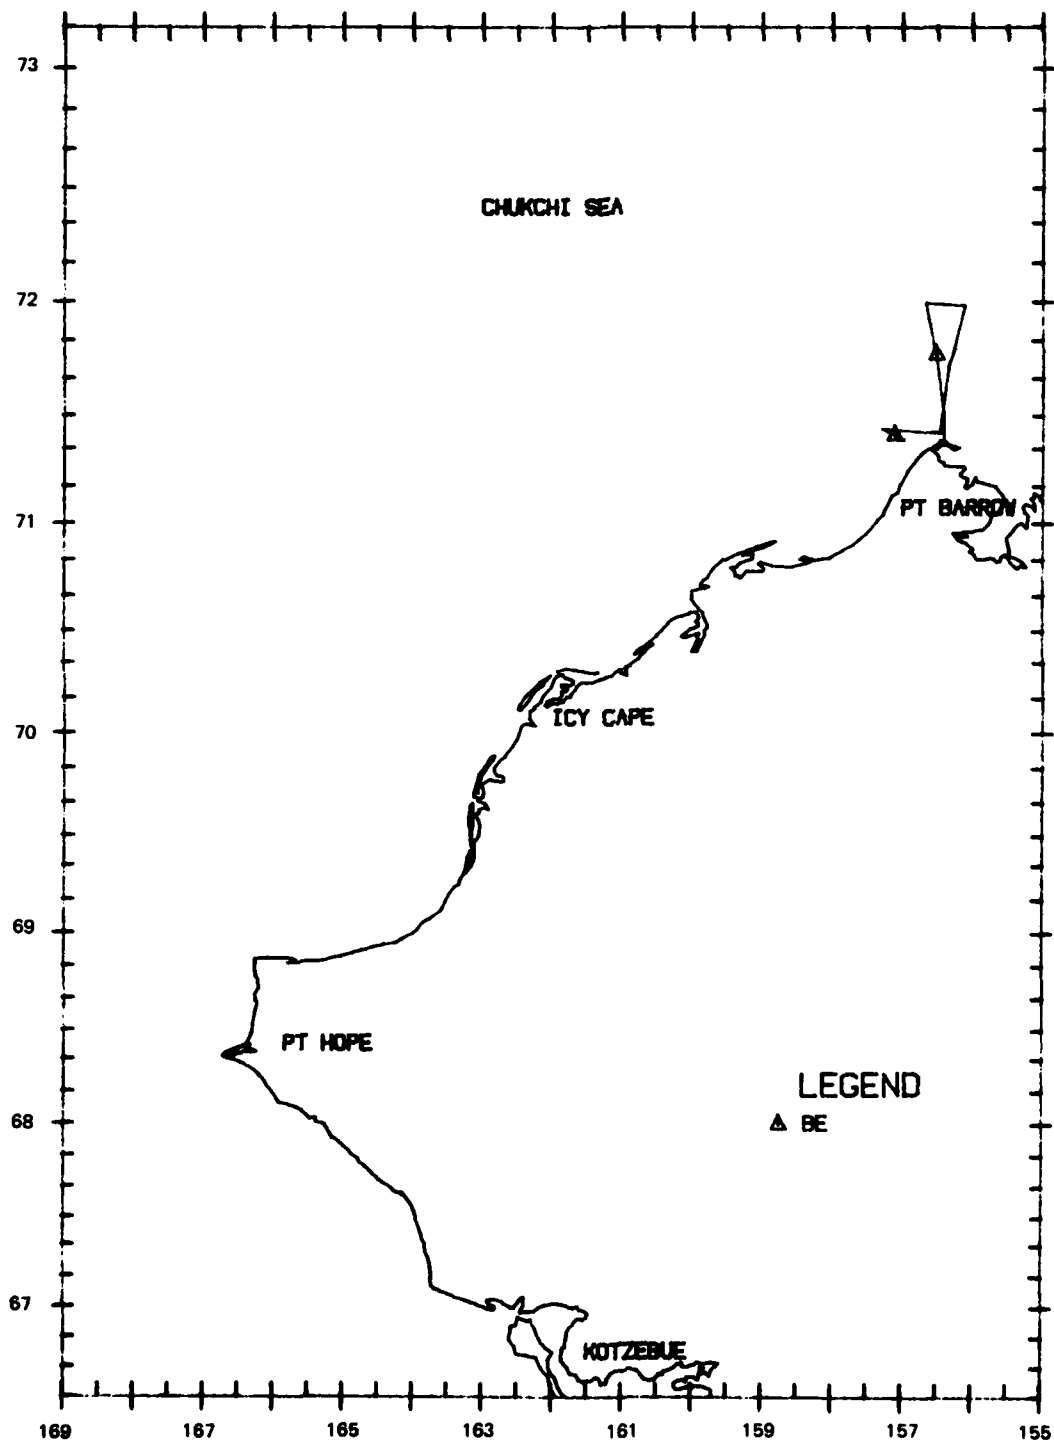 73
CHUKCHI SEA
72
71
PT BARROW
70
ICY CAPE
69
PT HOPE
LEGEND
68
BE
67
KOTZEBUE
169 167 165 163 161 159 157 155